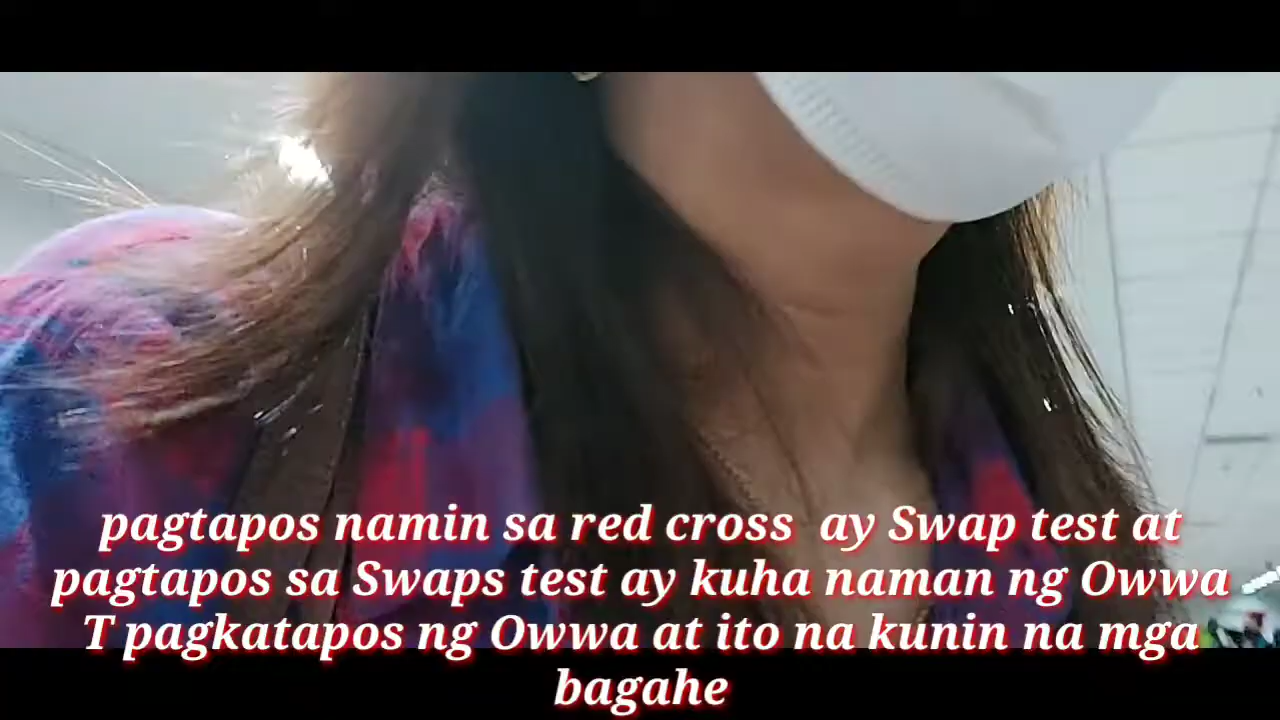 pagtapos namin sa red cross ay Swap test at
pagtapos sa Swaps test ay kuha naman ng Owwa
T pagkatapos ng Owwa at ito na kunin na mga
bagahe